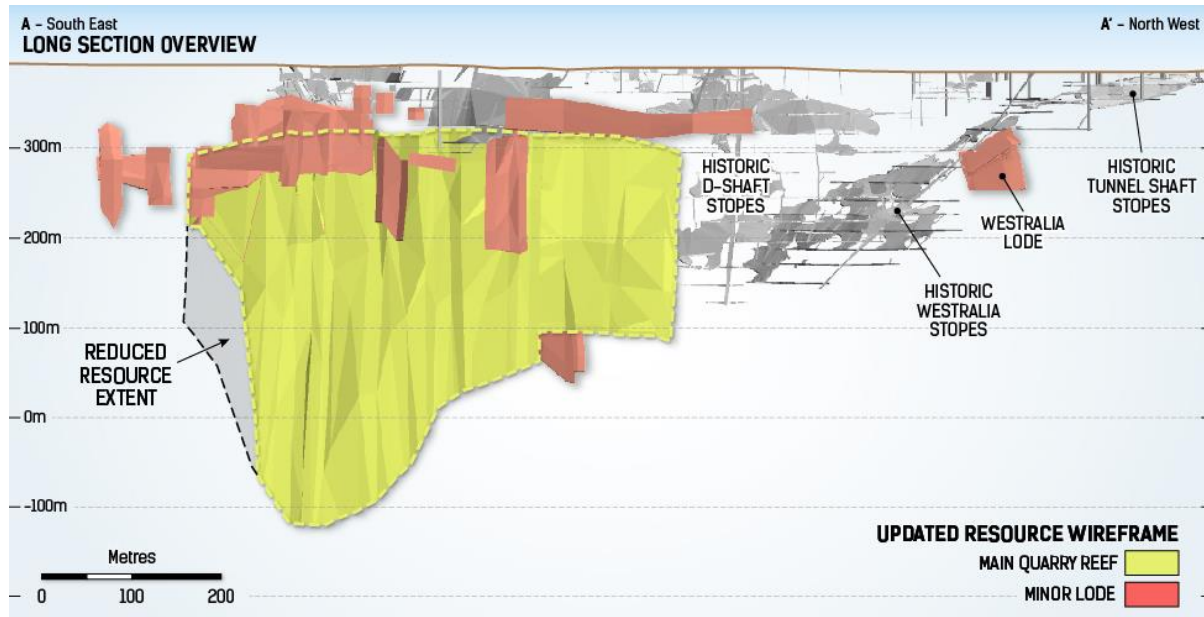 A – South East
A' – North West
LONG SECTION OVERVIEW
300m
HISTORIC
D-SHAFT
STOPES
HISTORIC
TUNNEL SHAFT
STOPES
WESTRALIA
LODE
200m
HISTORIC
WESTRALIA
STOPES
100m
REDUCED
RESOURCE
EXTENT
0m
-100m
UPDATED RESOURCE WIREFRAME
MAIN QUARRY REEF
MINOR LODE
Metres
0 100 200